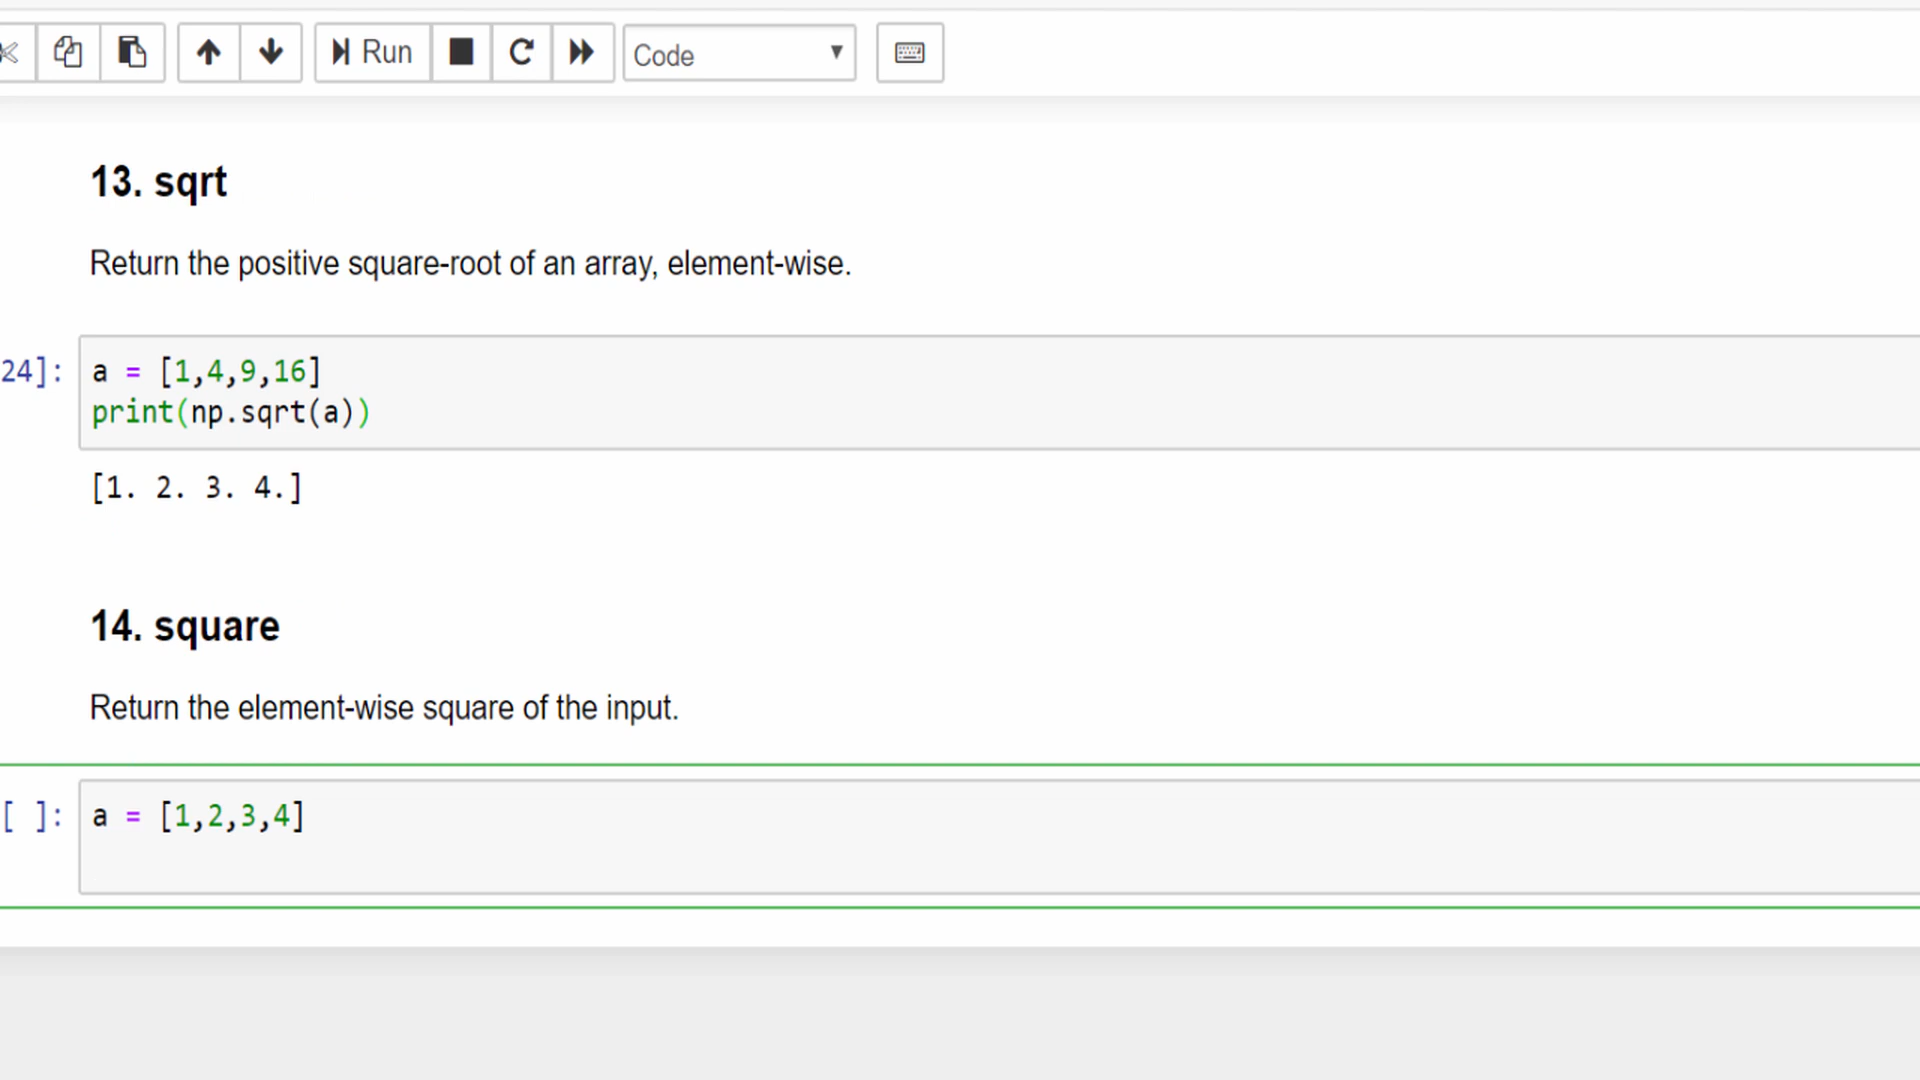 Run
Code
13. sqrt
Return the positive square-root of an array, element-wise.
24]:
a = [1,4,9,16]
print(np.sqrt(a))
[1. 2. 3. 4.]
14. square
Return the element-wise square of the input.
[ ]:
a = [1,2,3,4]